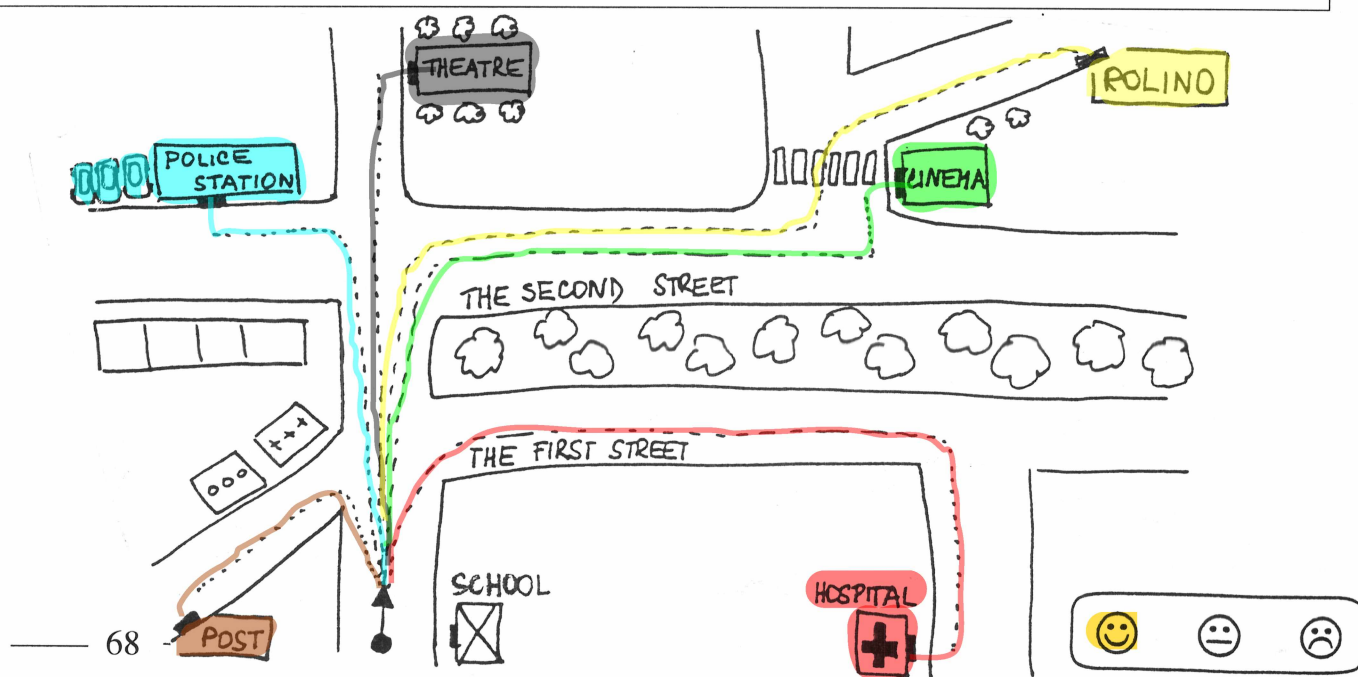 THEATRE
ROLINO
POLICE
STATION
CINEMA
THE SECOND STREET
THE FIRST STREET
SCHOOL
HOSPITAL
POST
68